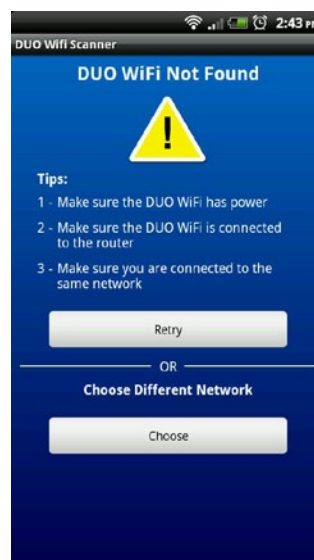 2:43 PM
DUO Wifi Scanner
DUO WiFi Not Found
!
Tips:
1 - Make sure the DUO WiFi has power
2 - Make sure the DUO WiFi is connected
to the router
3 - Make sure you are connected to the
same network
Retry
OR
Choose Different Network
Choose